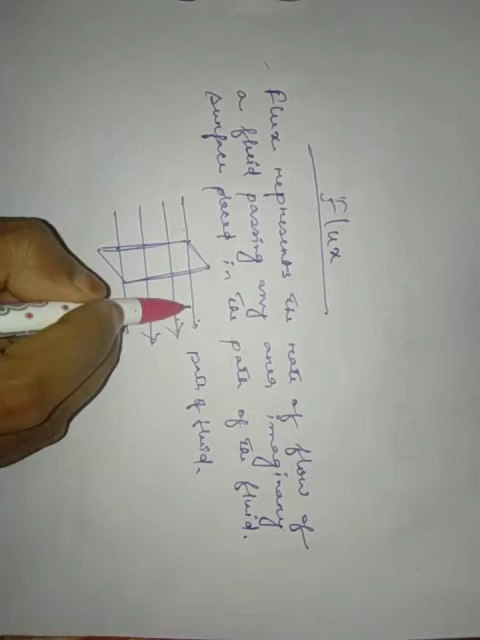 Flux
- Flux represents the rate of flow of
a fluid passing any area, imaginary
surface placed in the path of the fluid.
path of fluid.